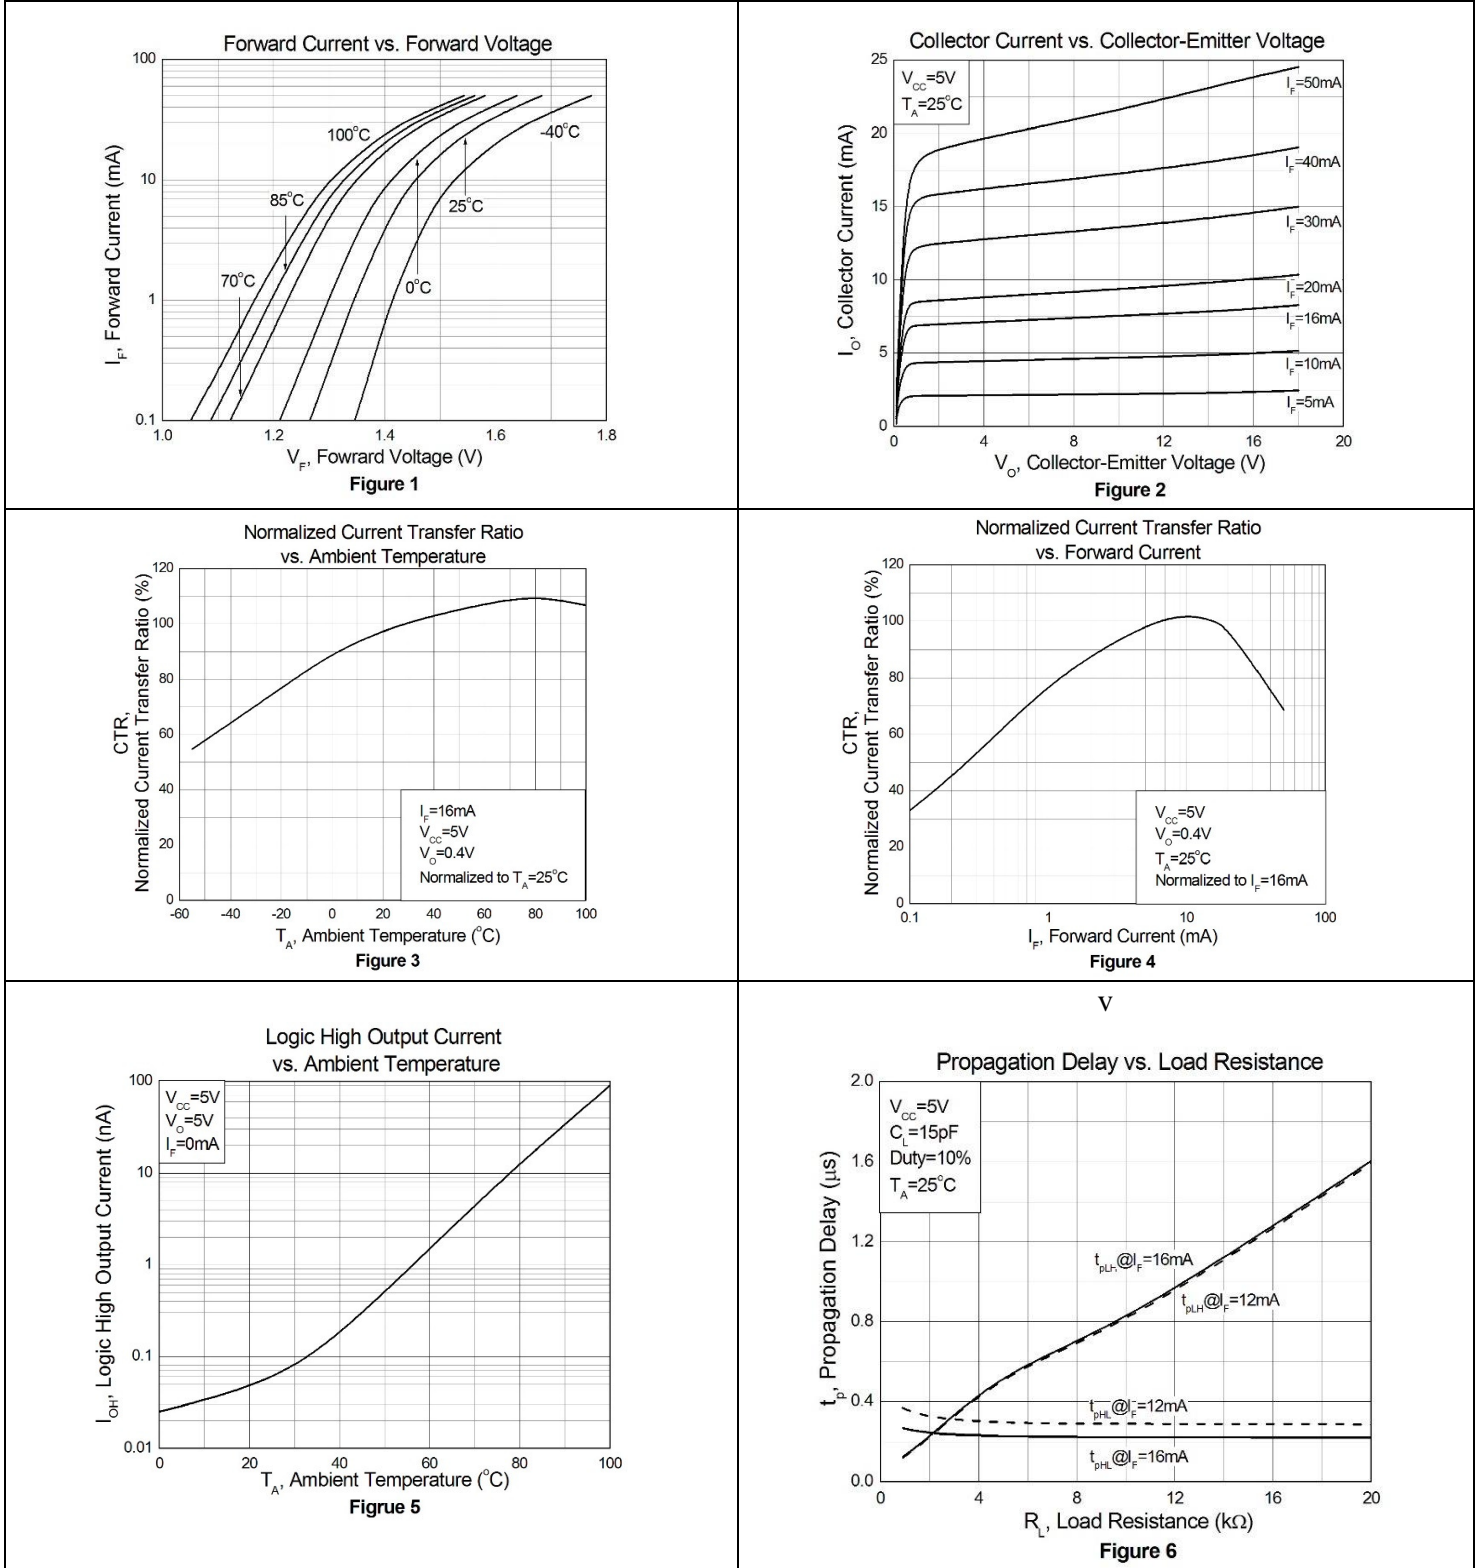 Forward Current vs. Forward Voltage
100
10
1
0.1
I_F, Forward Current (mA)
100°C
-40°C
85°C
25°C
70°C
0°C
1.0 1.2 1.4 1.6 1.8
V_F, Fowrard Voltage (V)
Figure 1
Collector Current vs. Collector-Emitter Voltage
25
20
15
10
5
0
I_O, Collector Current (mA)
V_CC=5V
T_A=25°C
I_F=50mA
I_F=40mA
I_F=30mA
I_F=20mA
I_F=16mA
I_F=10mA
I_F=5mA
0 4 8 12 16 20
V_O, Collector-Emitter Voltage (V)
Figure 2
Normalized Current Transfer Ratio
vs. Ambient Temperature
120
100
80
60
40
20
0
CTR,
Normalized Current Transfer Ratio (%)
I_F=16mA
V_CC=5V
V_O=0.4V
Normalized to T_A=25°C
-60 -40 -20 0 20 40 60 80 100
T_A, Ambient Temperature (°C)
Figure 3
Normalized Current Transfer Ratio
vs. Forward Current
120
100
80
60
40
20
0
CTR,
Normalized Current Transfer Ratio (%)
V_CC=5V
V_O=0.4V
T_A=25°C
Normalized to I_F=16mA
0.1 1 10 100
I_F, Forward Current (mA)
Figure 4
Logic High Output Current
vs. Ambient Temperature
100
10
1
0.1
0.01
I_OH, Logic High Output Current (nA)
V_CC=5V
V_O=5V
I_F=0mA
0 20 40 60 80 100
T_A, Ambient Temperature (°C)
Figrue 5
v
Propagation Delay vs. Load Resistance
2.0
1.6
1.2
0.8
0.4
0.0
t_p, Propagation Delay (μs)
V_CC=5V
C_L=15pF
Duty=10%
T_A=25°C
t_pLH@I_F=16mA
t_pLH@I_F=12mA
t_pHL@I_F=12mA
t_pHL@I_F=16mA
0 4 8 12 16 20
R_L, Load Resistance (kΩ)
Figure 6